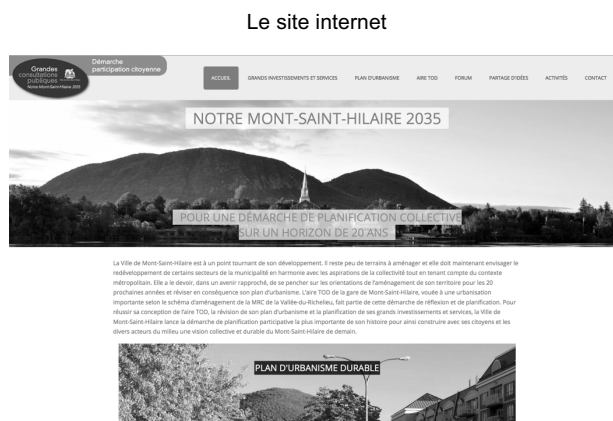 Le site internet
Grandes
consultations
publiques
Notre Mont-Saint-Hilaire 2035
Démarche
participation citoyenne
ACCUEIL
GRANDS INVESTISSEMENTS ET SERVICES
PLAN D'URBANISME
AIRE TOD
FORUM
PARTAGE D'IDÉES
ACTIVITÉS
CONTACT
NOTRE MONT-SAINT-HILAIRE 2035
POUR UNE DÉMARCHE DE PLANIFICATION COLLECTIVE
SUR UN HORIZON DE 20 ANS
La Ville de Mont-Saint-Hilaire est à un point tournant de son développement. Il reste peu de terrains à aménager et elle doit maintenant envisager le
redéveloppement de certains secteurs de la municipalité en harmonie avec les aspirations de la collectivité tout en tenant compte du contexte
métropolitain. Elle a le devoir, dans un avenir rapproché, de se pencher sur les orientations de l'aménagement de son territoire pour les 20
prochaines années et réviser en conséquence son plan d'urbanisme. L'aire TOD de la gare de Mont-Saint-Hilaire, vouée à une urbanisation
importante selon le schéma d'aménagement de la MRC de la Vallée-du-Richelieu, fait partie de cette démarche de réflexion et de planification. Pour
réussir sa conception de l'aire TOD, la révision de son plan d'urbanisme et la planification de ses grands investissements et services, la Ville de
Mont-Saint-Hilaire lance la démarche de planification participative la plus importante de son histoire pour ainsi construire avec ses citoyens et les
divers acteurs du milieu une vision collective et durable du Mont-Saint-Hilaire de demain.
PLAN D'URBANISME DURABLE